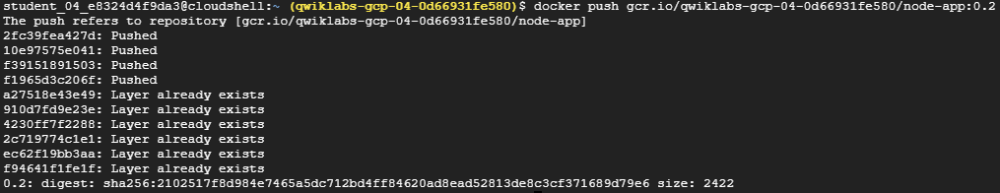 student_04_e8324d4f9da3@cloudshell:~ (qwiklabs-gcp-04-0d66931fe580)$ docker push gcr.io/qwiklabs-gcp-04-0d66931fe580/node-app:0.2
The push refers to repository [gcr.io/qwiklabs-gcp-04-0d66931fe580/node-app]
2fc39fea427d: Pushed
10e97575e041: Pushed
f39151891503: Pushed
f1965d3c206f: Pushed
a27518e43e49: Layer already exists
910d7fd9e23e: Layer already exists
4230ff7f2288: Layer already exists
2c719774c1e1: Layer already exists
ec62f19bb3aa: Layer already exists
f94641f1fe1f: Layer already exists
0.2: digest: sha256:2102517f8d984e7465a5dc712bd4ff84620ad8ead52813de8c3cf371689d79e6 size: 2422